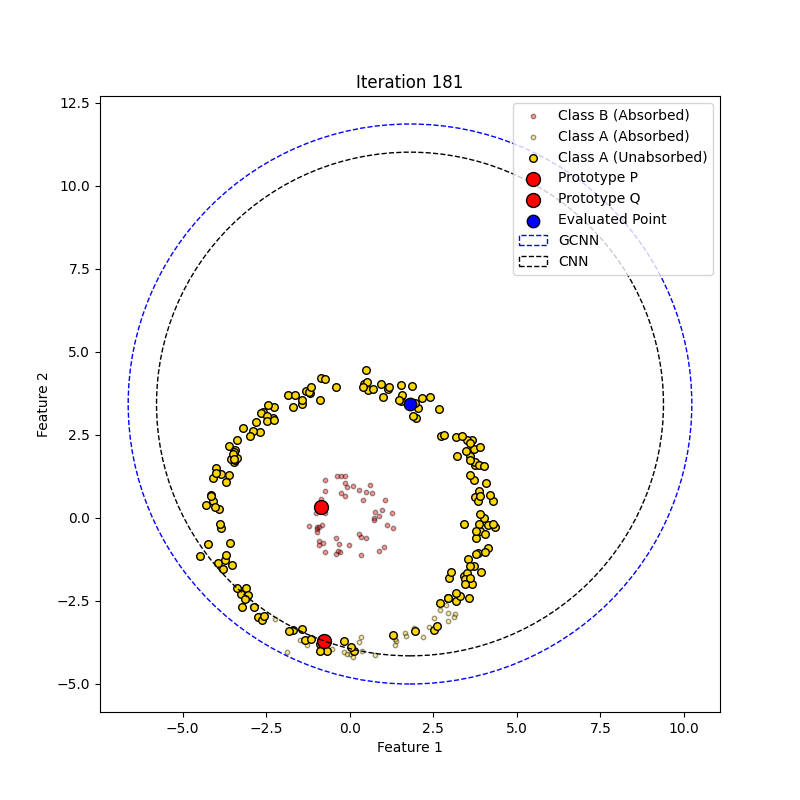 Iteration 181
12.5
10.0
7.5
5.0
2.5
0.0
−2.5
−5.0
Feature 2
Class B (Absorbed)
Class A (Absorbed)
Class A (Unabsorbed)
Prototype P
Prototype Q
Evaluated Point
GCNN
CNN
−5.0 −2.5 0.0 2.5 5.0 7.5 10.0
Feature 1